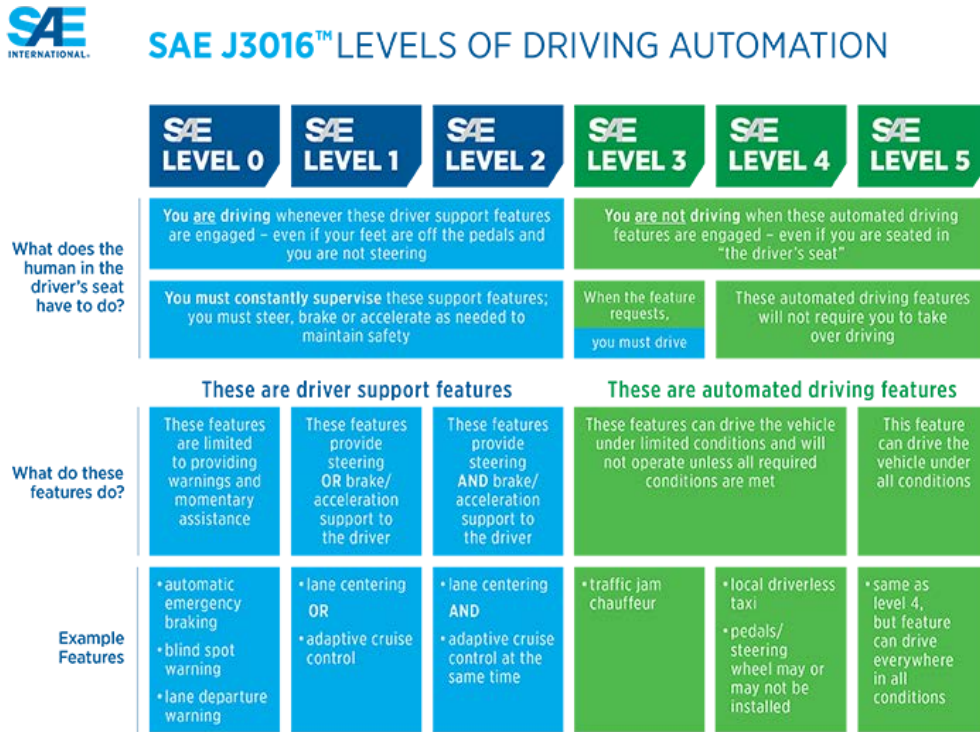 SAE
INTERNATIONAL®
SAE J3016™ LEVELS OF DRIVING AUTOMATION
SAE
LEVEL 0
SAE
LEVEL 1
SAE
LEVEL 2
SAE
LEVEL 3
SAE
LEVEL 4
SAE
LEVEL 5
What does the
human in the
driver's seat
have to do?
You are driving whenever these driver support features
are engaged – even if your feet are off the pedals and
you are not steering
You are not driving when these automated driving
features are engaged – even if you are seated in
"the driver's seat"
You must constantly supervise these support features;
you must steer, brake or accelerate as needed to
maintain safety
When the feature
requests,
you must drive
These automated driving features
will not require you to take
over driving
These are driver support features
These are automated driving features
What do these
features do?
These features
are limited
to providing
warnings and
momentary
assistance
These features
provide
steering
OR brake/
acceleration
support to
the driver
These features
provide
steering
AND brake/
acceleration
support to
the driver
These features can drive the vehicle
under limited conditions and will
not operate unless all required
conditions are met
This feature
can drive the
vehicle under
all conditions
Example
Features
•automatic
emergency
braking
•blind spot
warning
•lane departure
warning
•lane centering
OR
•adaptive cruise
control
•lane centering
AND
•adaptive cruise
control at the
same time
•traffic jam
chauffeur
•local driverless
taxi
•pedals/
steering
wheel may or
may not be
installed
•same as
level 4,
but feature
can drive
everywhere
in all
conditions